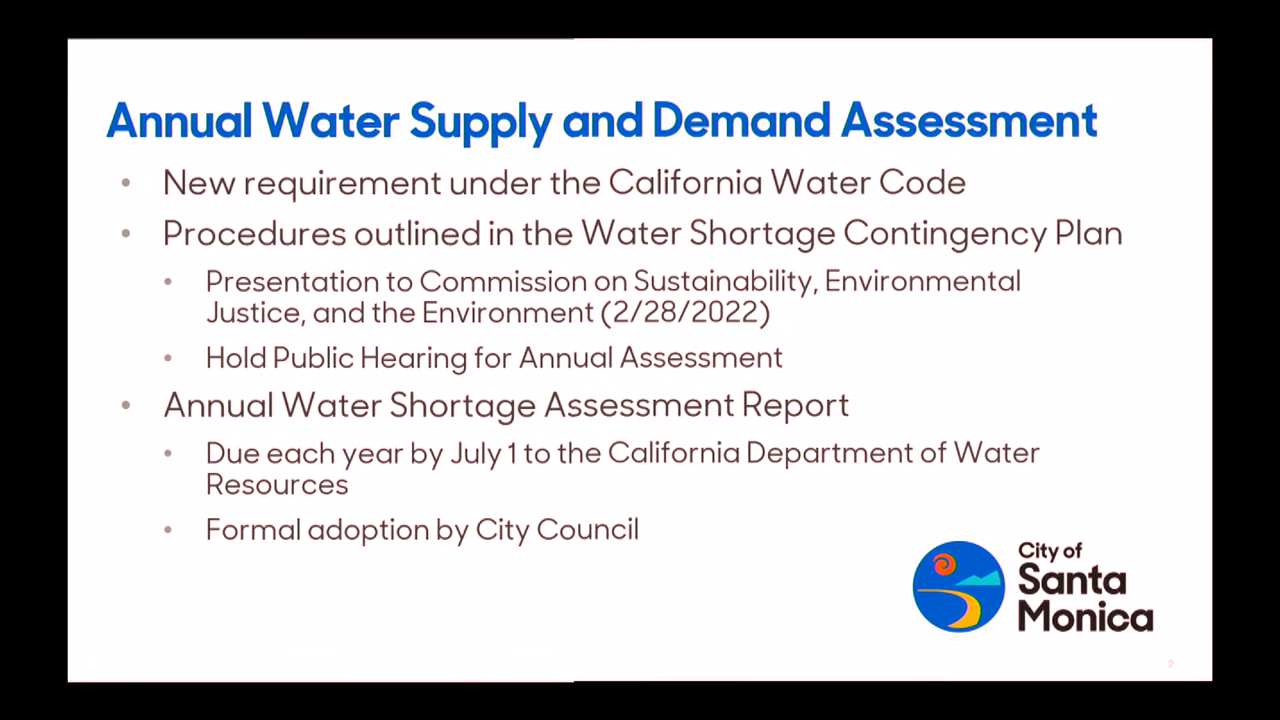 Annual Water Supply and Demand Assessment
• New requirement under the California Water Code
• Procedures outlined in the Water Shortage Contingency Plan
• Presentation to Commission on Sustainability, Environmental
Justice, and the Environment (2/28/2022)
• Hold Public Hearing for Annual Assessment
• Annual Water Shortage Assessment Report
• Due each year by July 1 to the California Department of Water
Resources
• Formal adoption by City Council
City of
Santa
Monica
2